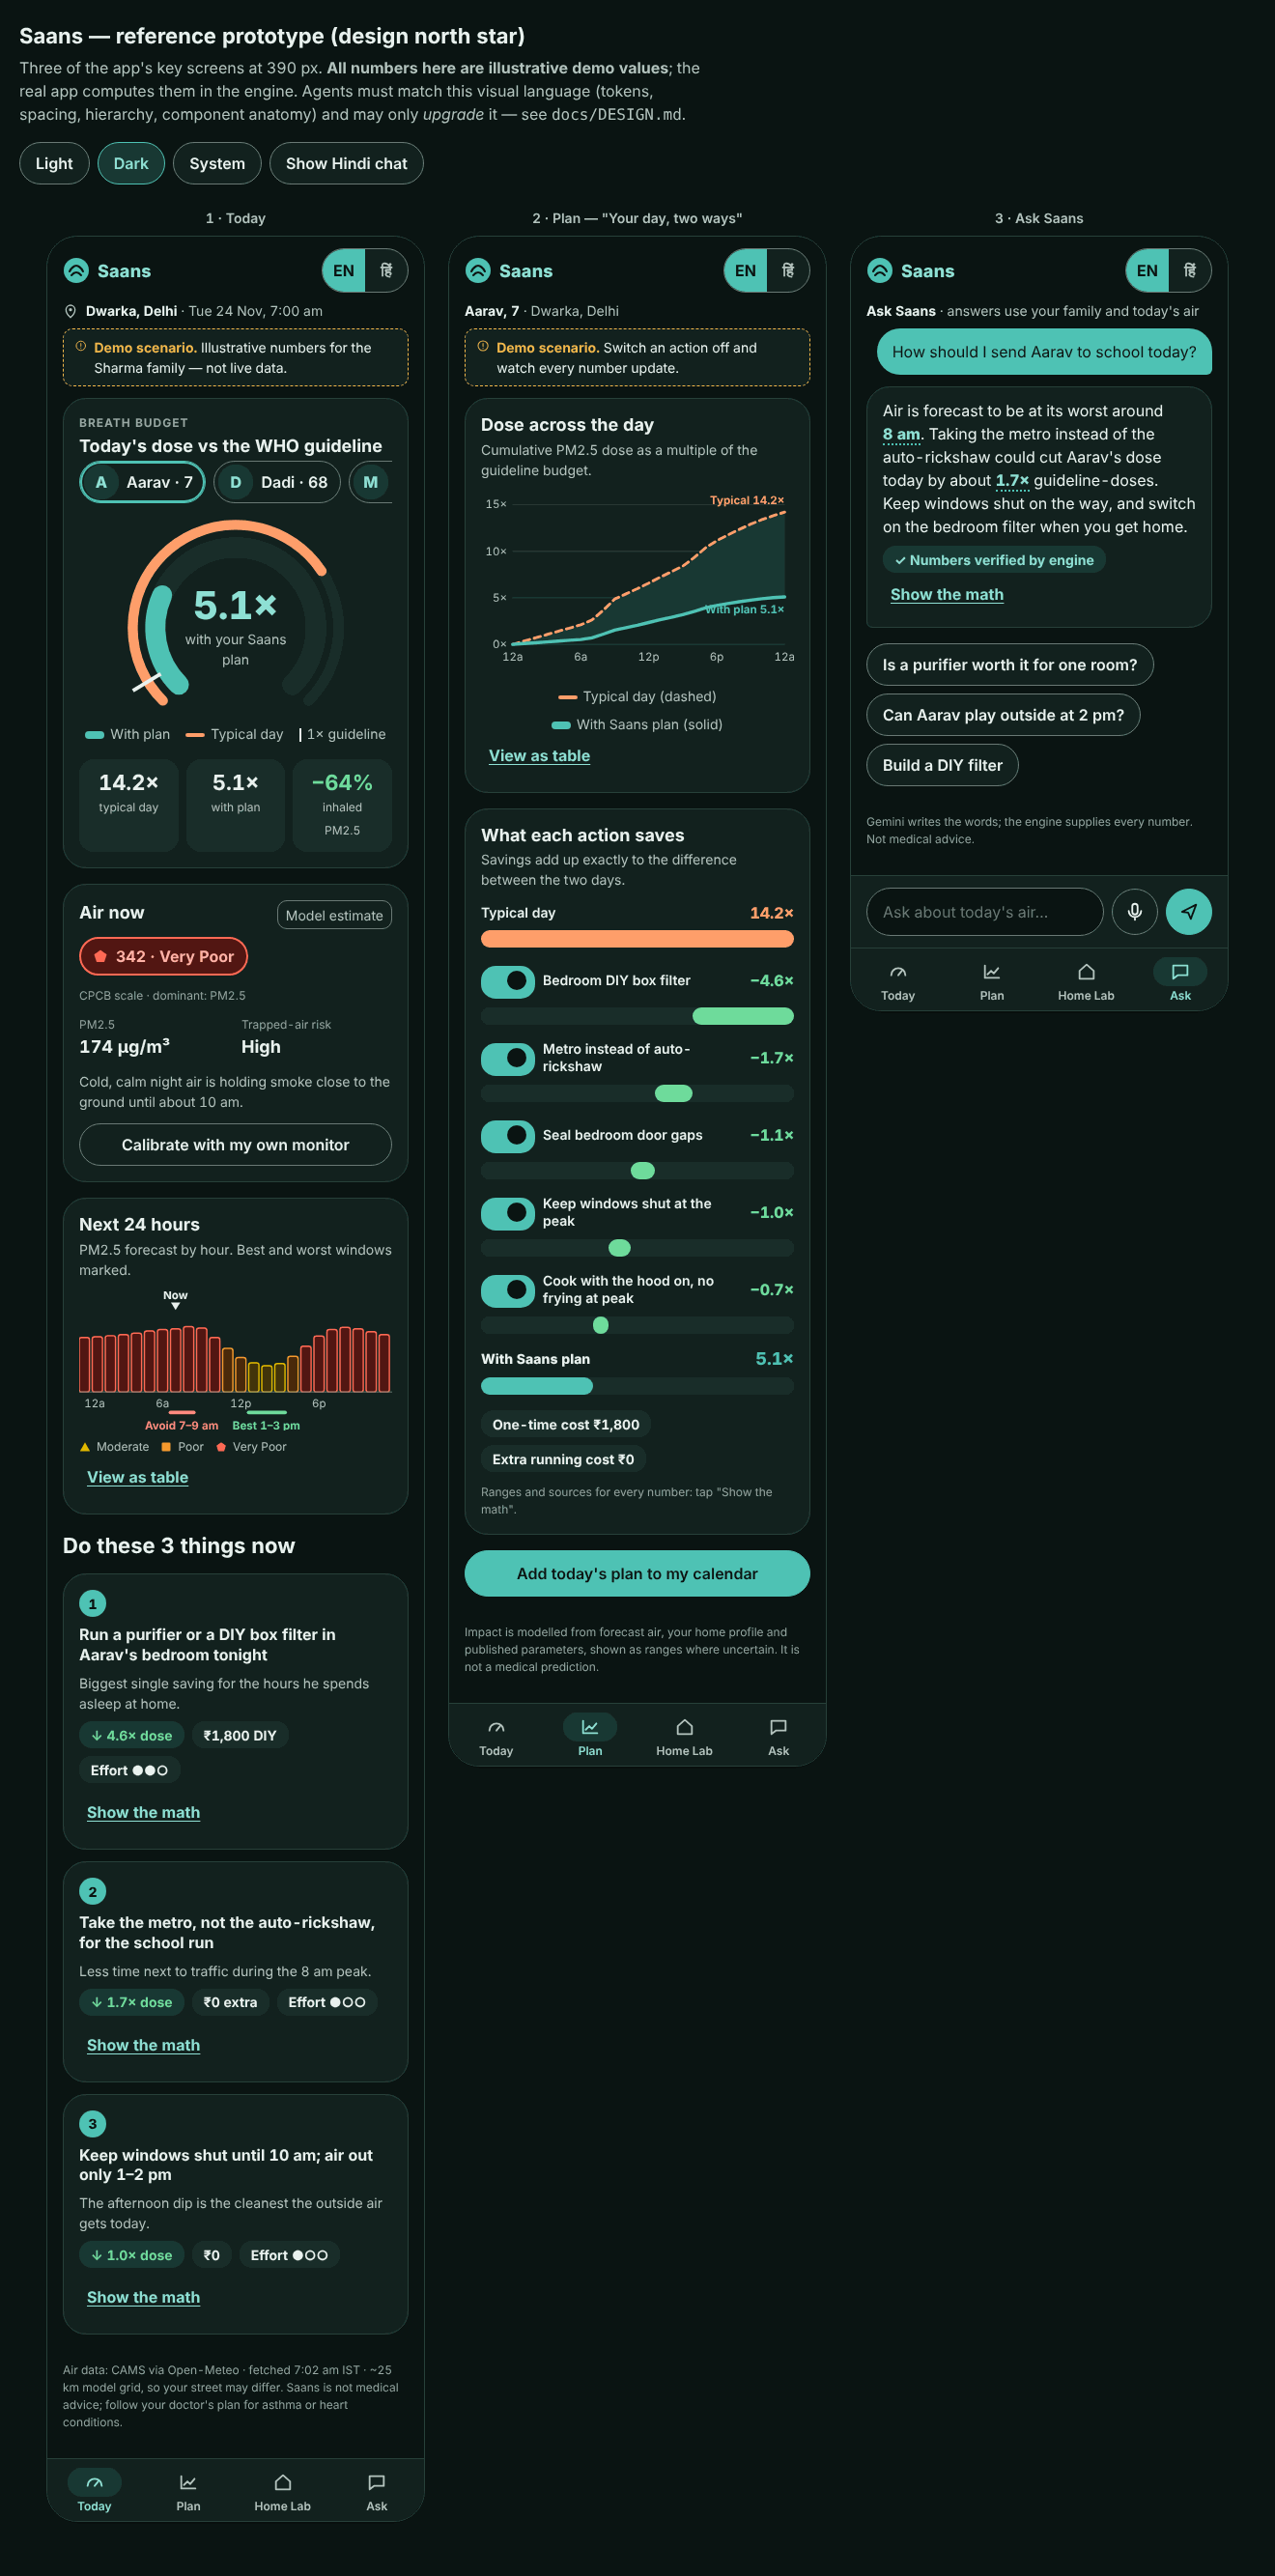 Saans — reference prototype (design north star)
Three of the app's key screens at 390 px. All numbers here are illustrative demo values; the
real app computes them in the engine. Agents must match this visual language (tokens,
spacing, hierarchy, component anatomy) and may only upgrade it — see docs/DESIGN.md.
Light
Dark
System
Show Hindi chat
1 · Today
Saans
EN
हिं
Dwarka, Delhi · Tue 24 Nov, 7:00 am
Demo scenario. Illustrative numbers for the
Sharma family — not live data.
BREATH BUDGET
Today's dose vs the WHO guideline
A Aarav · 7
D Dadi · 68
M
5.1×
with your Saans
plan
With plan
Typical day
1× guideline
14.2×
typical day
5.1×
with plan
−64%
inhaled
PM2.5
Air now
Model estimate
342 · Very Poor
CPCB scale · dominant: PM2.5
PM2.5
174 µg/m³
Trapped-air risk
High
Cold, calm night air is holding smoke close to the
ground until about 10 am.
Calibrate with my own monitor
Next 24 hours
PM2.5 forecast by hour. Best and worst windows
marked.
Now
12a 6a 12p 6p
Avoid 7–9 am Best 1–3 pm
Moderate Poor Very Poor
View as table
Do these 3 things now
1
Run a purifier or a DIY box filter in
Aarav's bedroom tonight
Biggest single saving for the hours he spends
asleep at home.
↓ 4.6× dose
₹1,800 DIY
Effort ●●○
Show the math
2
Take the metro, not the auto-rickshaw,
for the school run
Less time next to traffic during the 8 am peak.
↓ 1.7× dose
₹0 extra
Effort ●○○
Show the math
3
Keep windows shut until 10 am; air out
only 1–2 pm
The afternoon dip is the cleanest the outside air
gets today.
↓ 1.0× dose
₹0
Effort ●○○
Show the math
Air data: CAMS via Open-Meteo · fetched 7:02 am IST · ~25
km model grid, so your street may differ. Saans is not medical
advice; follow your doctor's plan for asthma or heart
conditions.
Today
Plan
Home Lab
Ask
2 · Plan — "Your day, two ways"
Saans
EN
हिं
Aarav, 7 · Dwarka, Delhi
Demo scenario. Switch an action off and
watch every number update.
Dose across the day
Cumulative PM2.5 dose as a multiple of the
guideline budget.
15×
10×
5×
0×
Typical 14.2×
With plan 5.1×
12a 6a 12p 6p 12a
Typical day (dashed)
With Saans plan (solid)
View as table
What each action saves
Savings add up exactly to the difference
between the two days.
Typical day 14.2×
Bedroom DIY box filter −4.6×
Metro instead of auto-
rickshaw −1.7×
Seal bedroom door gaps −1.1×
Keep windows shut at the
peak −1.0×
Cook with the hood on, no
frying at peak −0.7×
With Saans plan 5.1×
One-time cost ₹1,800
Extra running cost ₹0
Ranges and sources for every number: tap "Show the
math".
Add today's plan to my calendar
Impact is modelled from forecast air, your home profile and
published parameters, shown as ranges where uncertain. It is
not a medical prediction.
Today
Plan
Home Lab
Ask
3 · Ask Saans
Saans
EN
हिं
Ask Saans · answers use your family and today's air
How should I send Aarav to school today?
Air is forecast to be at its worst around
8 am. Taking the metro instead of the
auto-rickshaw could cut Aarav's dose
today by about 1.7× guideline-doses.
Keep windows shut on the way, and switch
on the bedroom filter when you get home.
✓ Numbers verified by engine
Show the math
Is a purifier worth it for one room?
Can Aarav play outside at 2 pm?
Build a DIY filter
Gemini writes the words; the engine supplies every number.
Not medical advice.
Ask about today's air…
Today
Plan
Home Lab
Ask